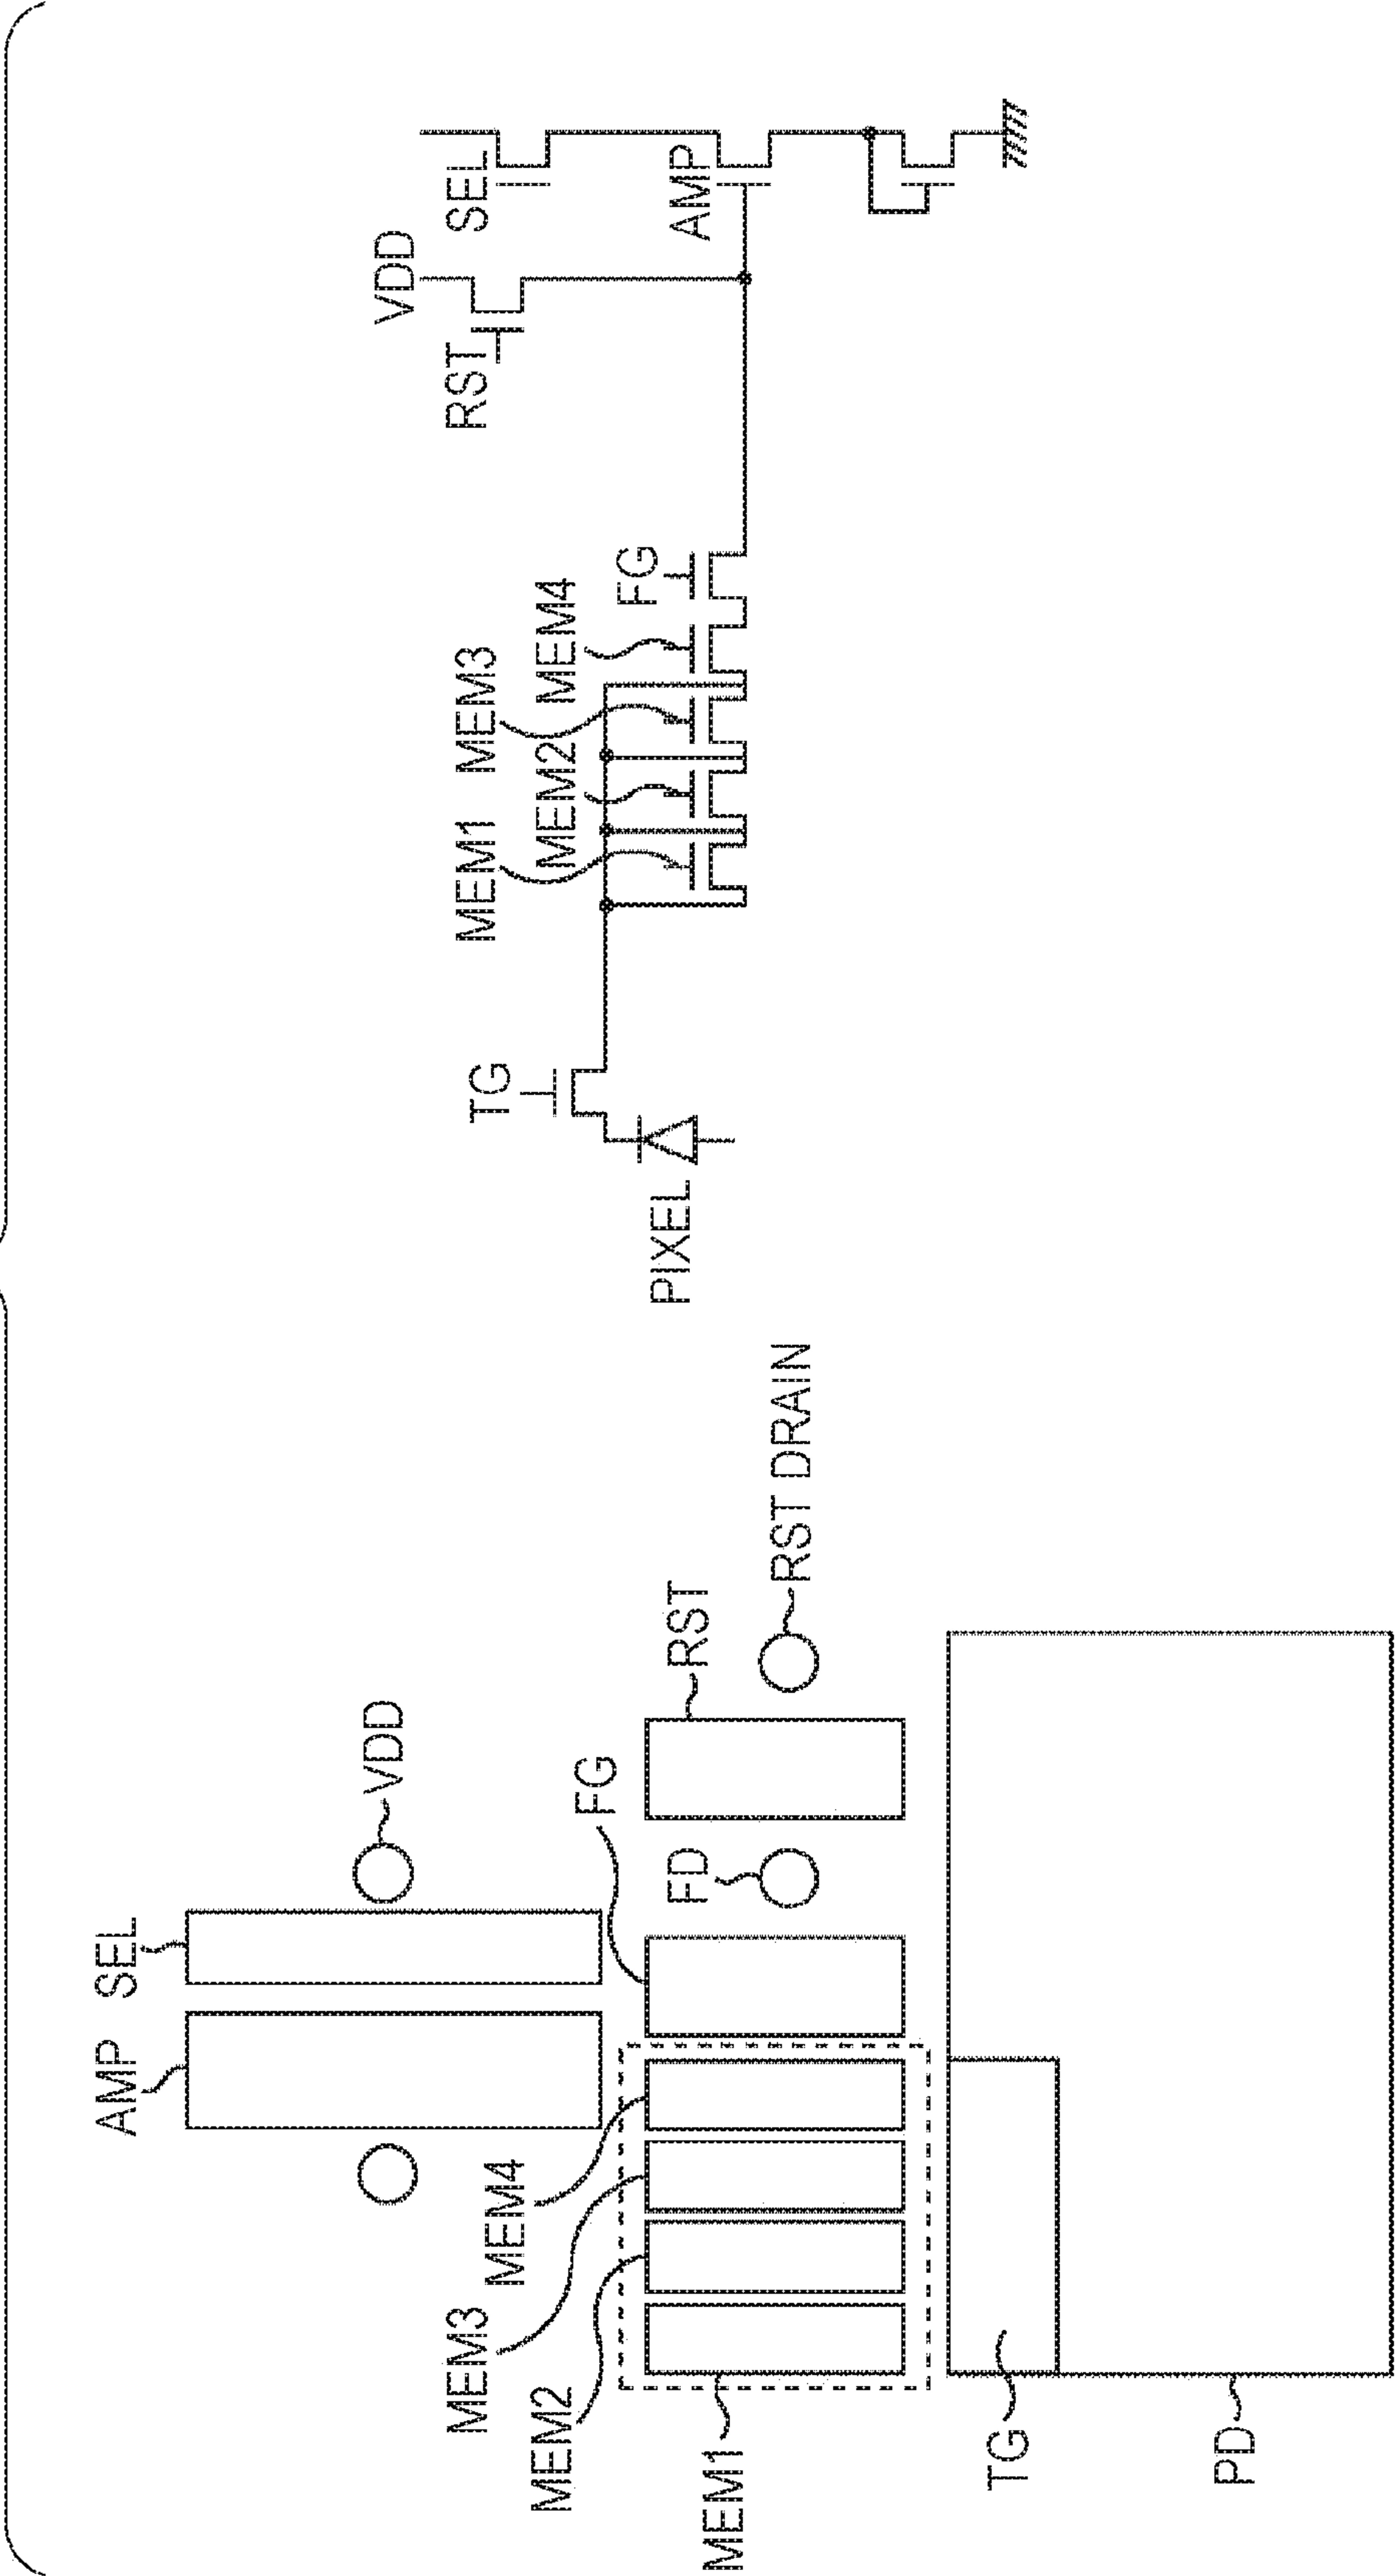 AMP
SEL
VDD
MEM4
MEM3
MEM2
MEM1
FG
FD
RST
RST DRAIN
TG
PD
VDD
SEL
RST
AMP
MEM1
MEM3
MEM2
MEM4
FG
TG
PIXEL